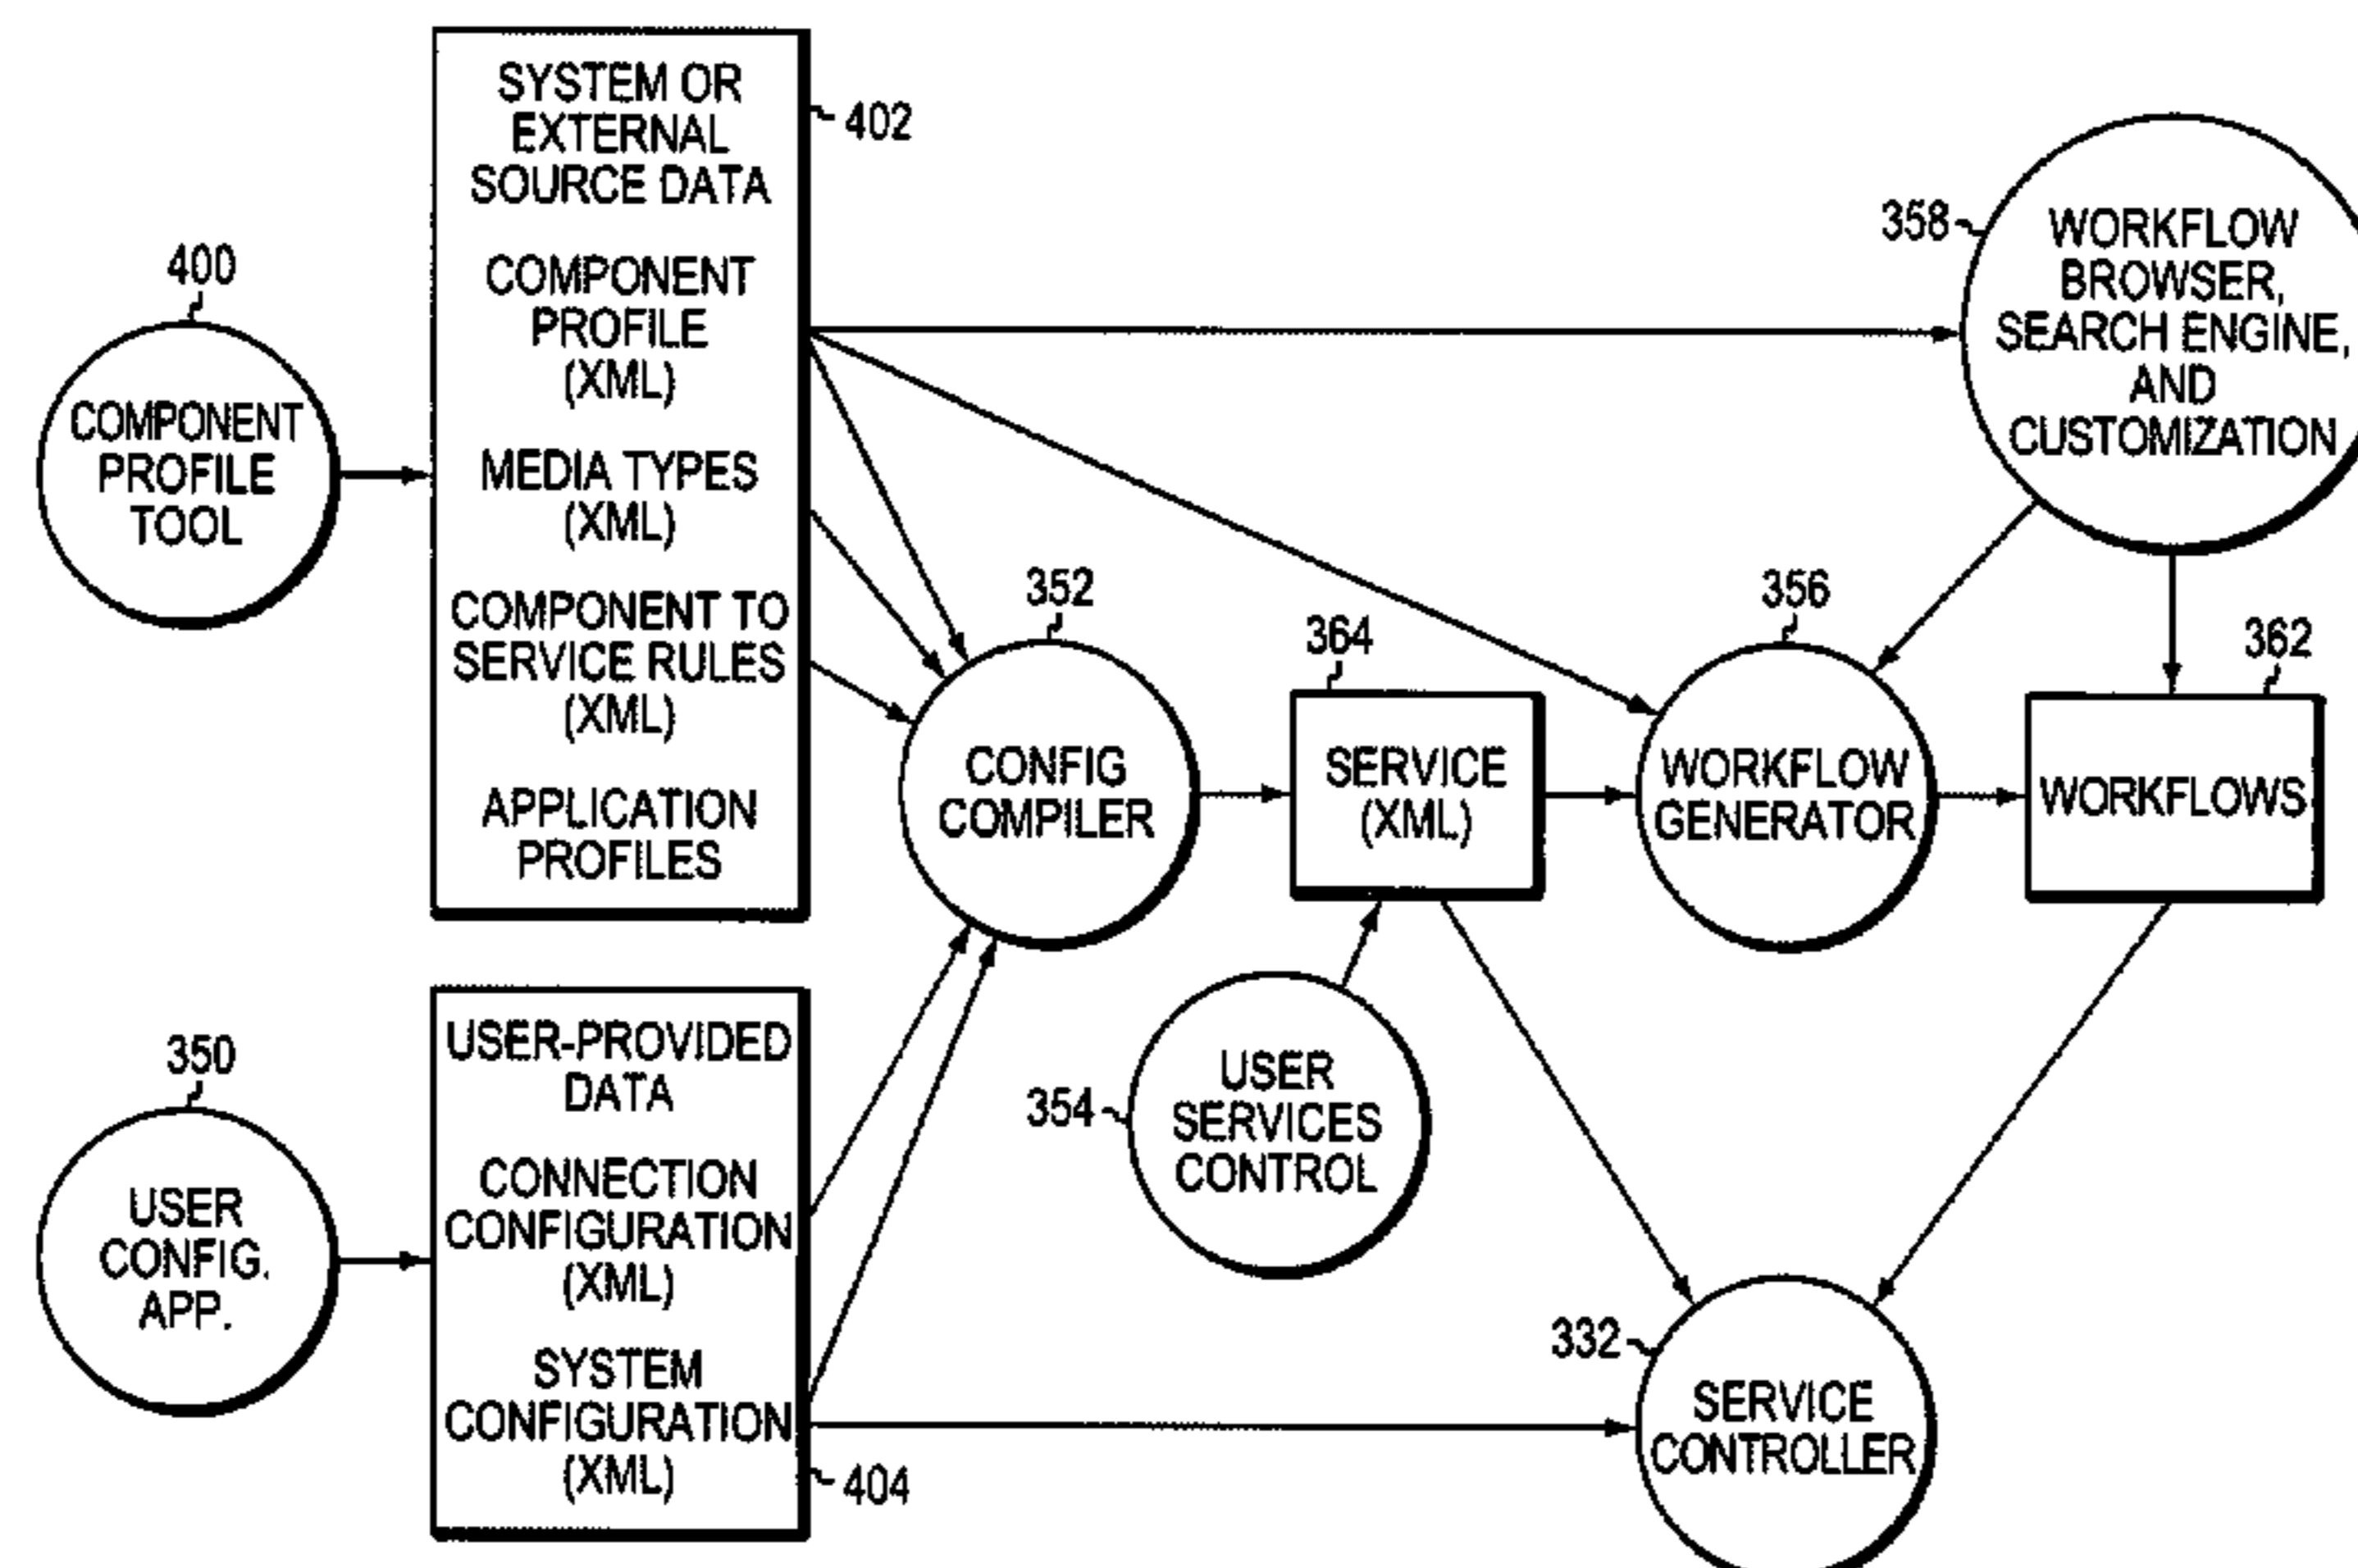 400
COMPONENT
PROFILE
TOOL
SYSTEM OR
EXTERNAL
SOURCE DATA
COMPONENT
PROFILE
(XML)
MEDIA TYPES
(XML)
COMPONENT TO
SERVICE RULES
(XML)
APPLICATION
PROFILES
402
358
WORKFLOW
BROWSER,
SEARCH ENGINE,
AND
CUSTOMIZATION
352
CONFIG
COMPILER
364
SERVICE
(XML)
356
WORKFLOW
GENERATOR
362
WORKFLOWS
350
USER
CONFIG.
APP.
USER-PROVIDED
DATA
CONNECTION
CONFIGURATION
(XML)
SYSTEM
CONFIGURATION
(XML)
404
354
USER
SERVICES
CONTROL
332
SERVICE
CONTROLLER